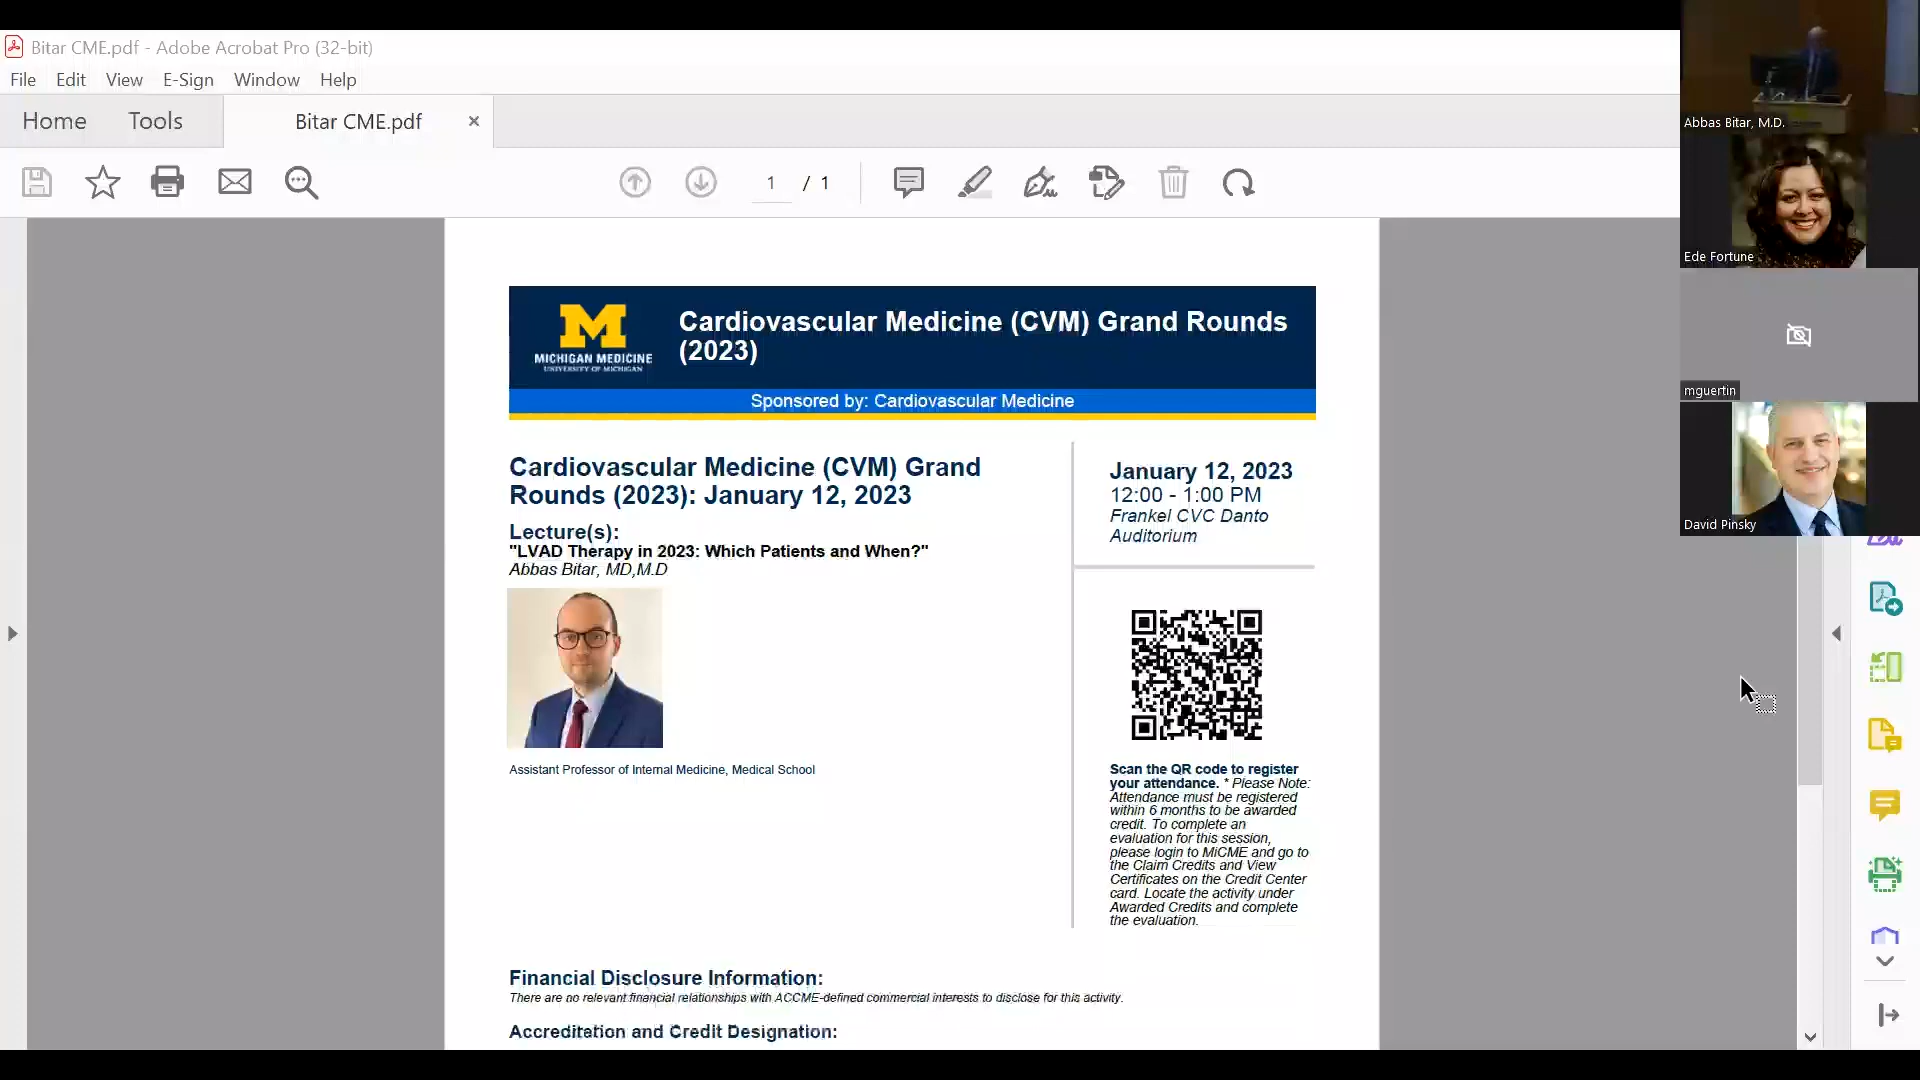 Bitar CME.pdf - Adobe Acrobat Pro (32-bit)
File Edit View E-Sign Window Help
Home Tools Bitar CME.pdf ×
1 / 1
Abbas Bitar, M.D.
Ede Fortune
mguertin
David Pinsky
M
MICHIGAN MEDICINE
UNIVERSITY OF MICHIGAN
Cardiovascular Medicine (CVM) Grand Rounds
(2023)
Sponsored by: Cardiovascular Medicine
Cardiovascular Medicine (CVM) Grand
Rounds (2023): January 12, 2023
Lecture(s):
"LVAD Therapy in 2023: Which Patients and When?"
Abbas Bitar, MD,M.D
Assistant Professor of Internal Medicine, Medical School
January 12, 2023
12:00 - 1:00 PM
Frankel CVC Danto
Auditorium
Scan the QR code to register
your attendance. * Please Note:
Attendance must be registered
within 6 months to be awarded
credit. To complete an
evaluation for this session,
please login to MiCME and go to
the Claim Credits and View
Certificates on the Credit Center
card. Locate the activity under
Awarded Credits and complete
the evaluation.
Financial Disclosure Information:
There are no relevant financial relationships with ACCME-defined commercial interests to disclose for this activity.
Accreditation and Credit Designation: